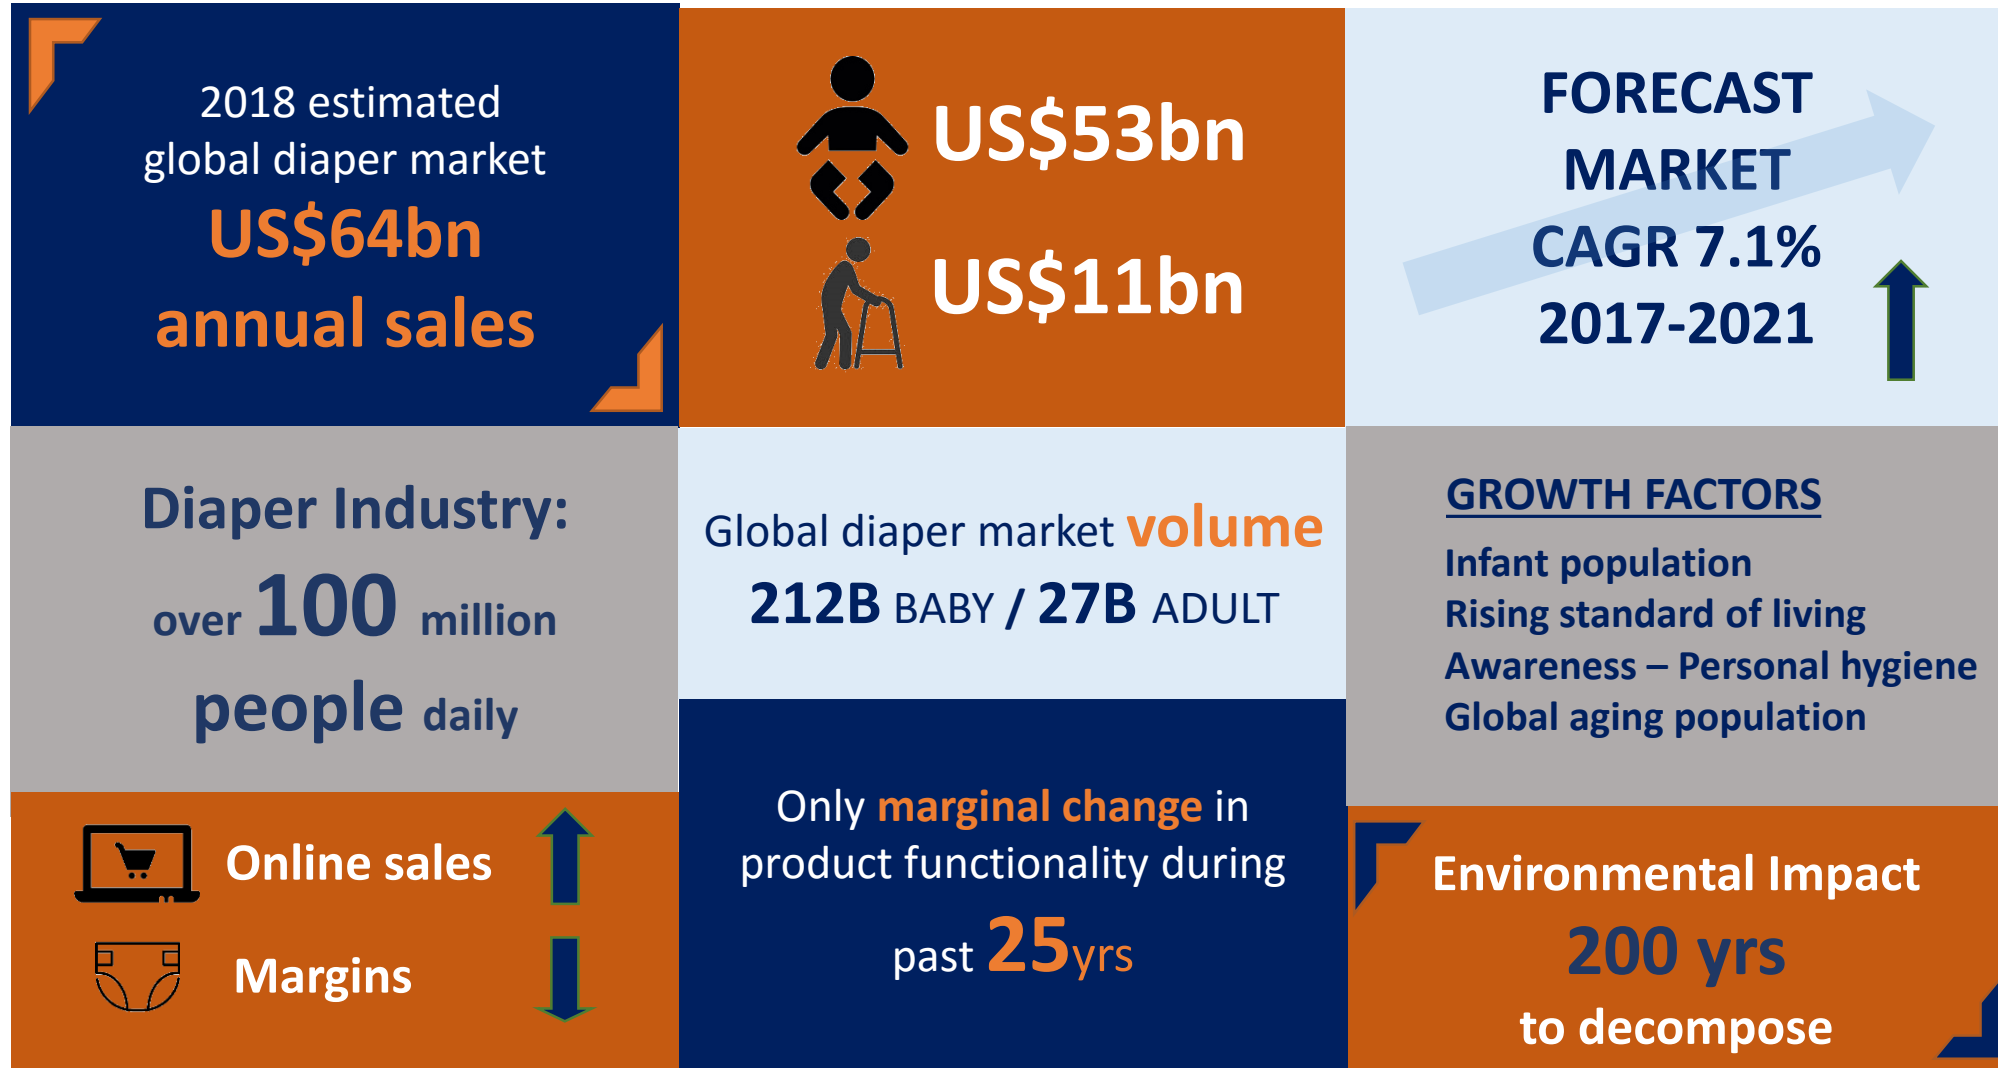 2018 estimated
global diaper market
US$64bn
annual sales
US$53bn
US$11bn
FORECAST
MARKET
CAGR 7.1%
2017-2021
Diaper Industry:
over 100 million
people daily
Global diaper market volume
212B BABY / 27B ADULT
GROWTH FACTORS
Infant population
Rising standard of living
Awareness – Personal hygiene
Global aging population
Online sales
Margins
Only marginal change in
product functionality during
past 25yrs
Environmental Impact
200 yrs
to decompose